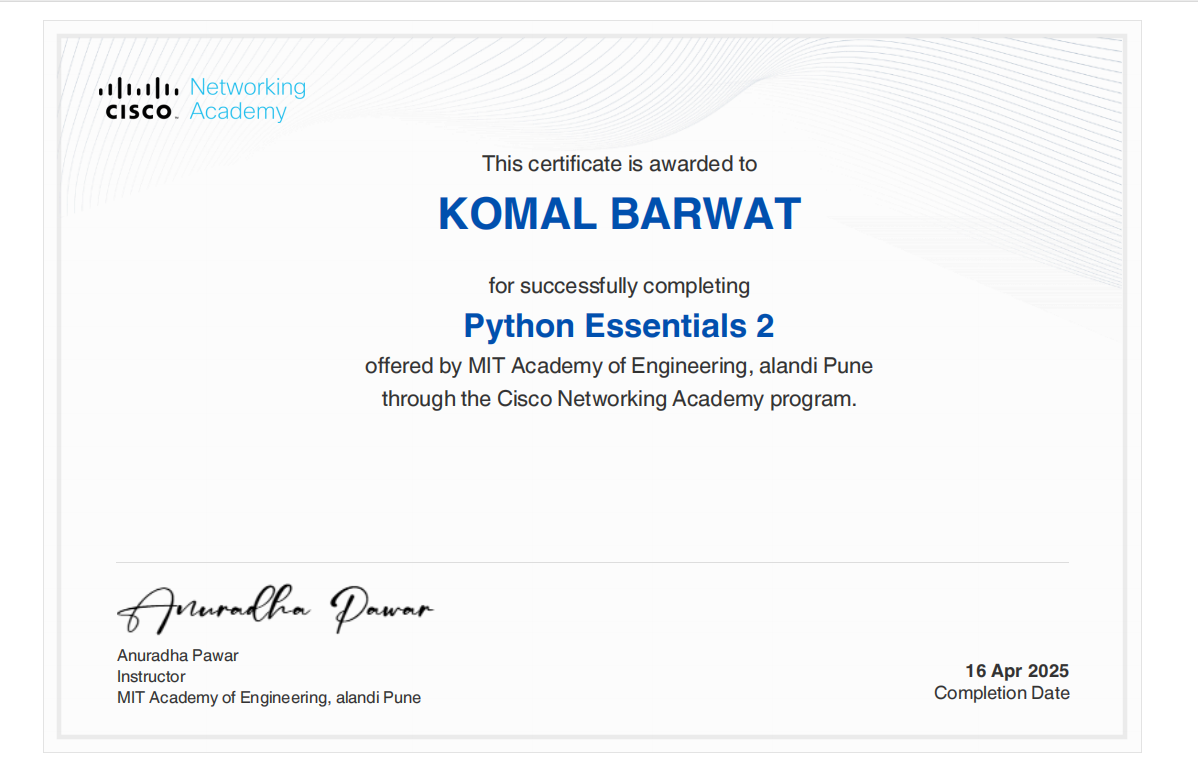 CISCO Networking
Academy
This certificate is awarded to
KOMAL BARWAT
for successfully completing
Python Essentials 2
offered by MIT Academy of Engineering, alandi Pune
through the Cisco Networking Academy program.
Anuradha Pawar
Anuradha Pawar
Instructor
MIT Academy of Engineering, alandi Pune
16 Apr 2025
Completion Date